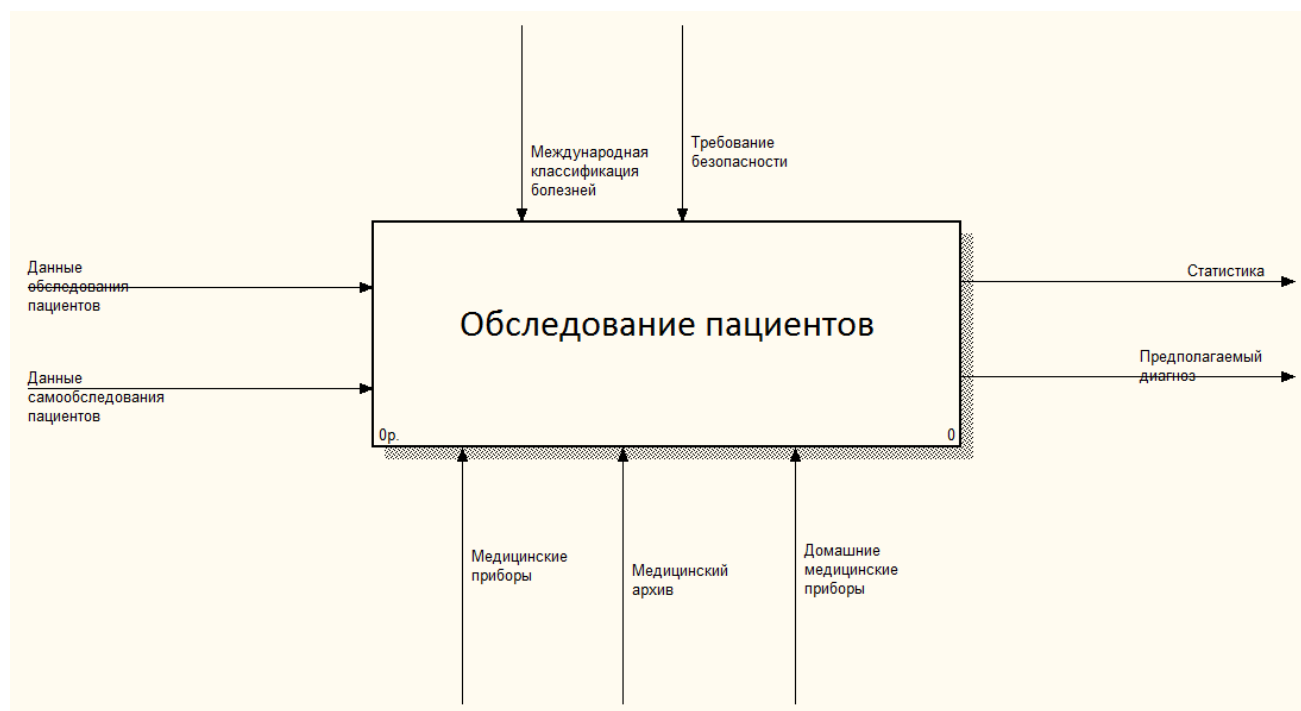 Международная
классификация
болезней
Требование
безопасности
Данные
обследования
пациентов
Данные
самообследования
пациентов
Обследование пациентов
0р.
0
Статистика
Предполагаемый
диагноз
Медицинские
приборы
Медицинский
архив
Домашние
медицинские
приборы